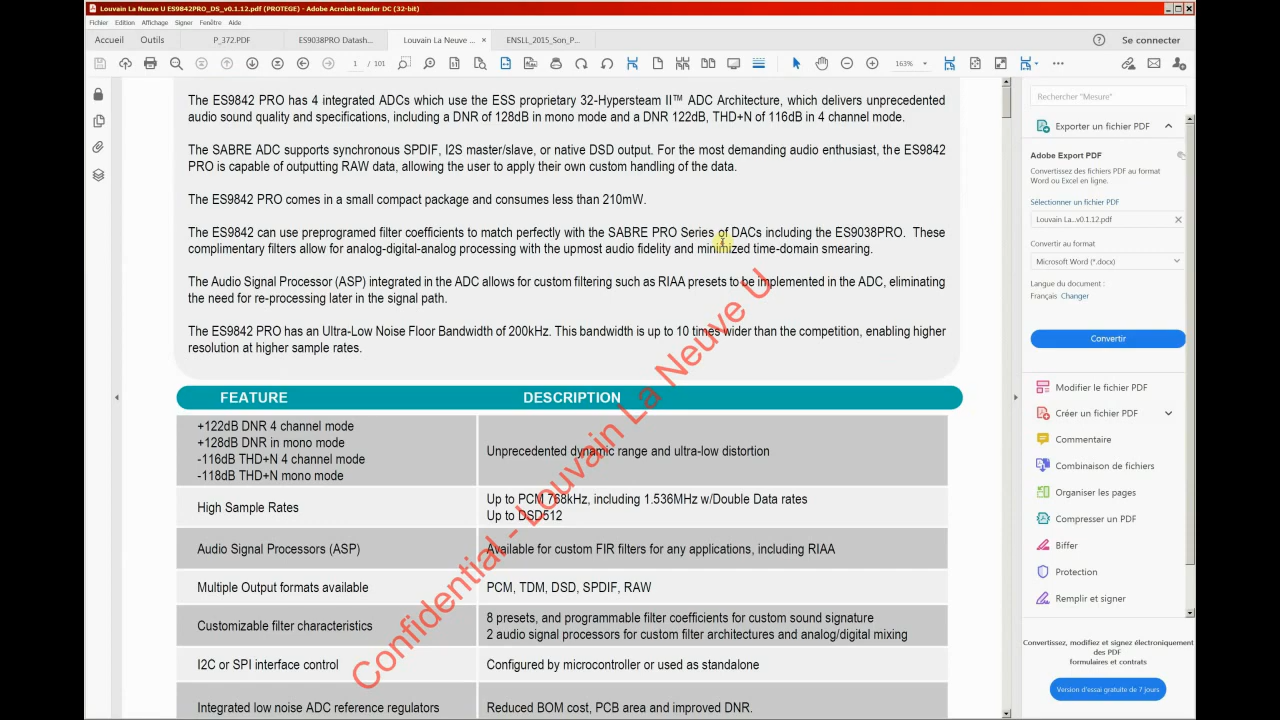 Louvain La Neuve U ES9842PRO_DS_v0.1.12.pdf (PROTEGE) - Adobe Acrobat Reader DC (32-bit)
Fichier Edition Affichage Signer Fenêtre Aide
Accueil Outils P_372.PDF ES9038PRO Datash... Louvain La Neuve ... × ENSLL_2015_Son_P... Se connecter
1 / 101 163%
The ES9842 PRO has 4 integrated ADCs which use the ESS proprietary 32-Hypersteam II™ ADC Architecture, which delivers unprecedented
audio sound quality and specifications, including a DNR of 128dB in mono mode and a DNR 122dB, THD+N of 116dB in 4 channel mode.
The SABRE ADC supports synchronous SPDIF, I2S master/slave, or native DSD output. For the most demanding audio enthusiast, the ES9842
PRO is capable of outputting RAW data, allowing the user to apply their own custom handling of the data.
The ES9842 PRO comes in a small compact package and consumes less than 210mW.
The ES9842 can use preprogrammed filter coefficients to match perfectly with the SABRE PRO Series of DACs including the ES9038PRO. These
complimentary filters allow for analog-digital-analog processing with the upmost audio fidelity and minimized time-domain smearing.
The Audio Signal Processor (ASP) integrated in the ADC allows for custom filtering such as RIAA presets to be implemented in the ADC, eliminating
the need for re-processing later in the signal path.
The ES9842 PRO has an Ultra-Low Noise Floor Bandwidth of 200kHz. This bandwidth is up to 10 times wider than the competition, enabling higher
resolution at higher sample rates.
FEATURE DESCRIPTION
+122dB DNR 4 channel mode
+128dB DNR in mono mode
-116dB THD+N 4 channel mode
-118dB THD+N mono mode
Unprecedented dynamic range and ultra-low distortion
High Sample Rates
Up to PCM 768kHz, including 1.536MHz w/Double Data rates
Up to DSD512
Audio Signal Processors (ASP)
Available for custom FIR filters for any applications, including RIAA
Multiple Output formats available
PCM, TDM, DSD, SPDIF, RAW
Customizable filter characteristics
8 presets, and programmable filter coefficients for custom sound signature
2 audio signal processors for custom filter architectures and analog/digital mixing
I2C or SPI interface control
Configured by microcontroller or used as standalone
Integrated low noise ADC reference regulators
Reduced BOM cost, PCB area and improved DNR.
Confidential - Louvain La Neuve U
Rechercher "Mesure"
Exporter un fichier PDF
Adobe Export PDF
Convertissez des fichiers PDF au format
Word ou Excel en ligne.
Sélectionner un fichier PDF
Louvain La...v0.1.12.pdf
Convertir au format
Microsoft Word (*.docx)
Langue du document :
Français Changer
Convertir
Modifier le fichier PDF
Créer un fichier PDF
Commentaire
Combinaison de fichiers
Organiser les pages
Compresser un PDF
Biffer
Protection
Remplir et signer
Convertissez, modifiez et signez électroniquement
des PDF
formulaires et contrats
Version d'essai gratuite de 7 jours